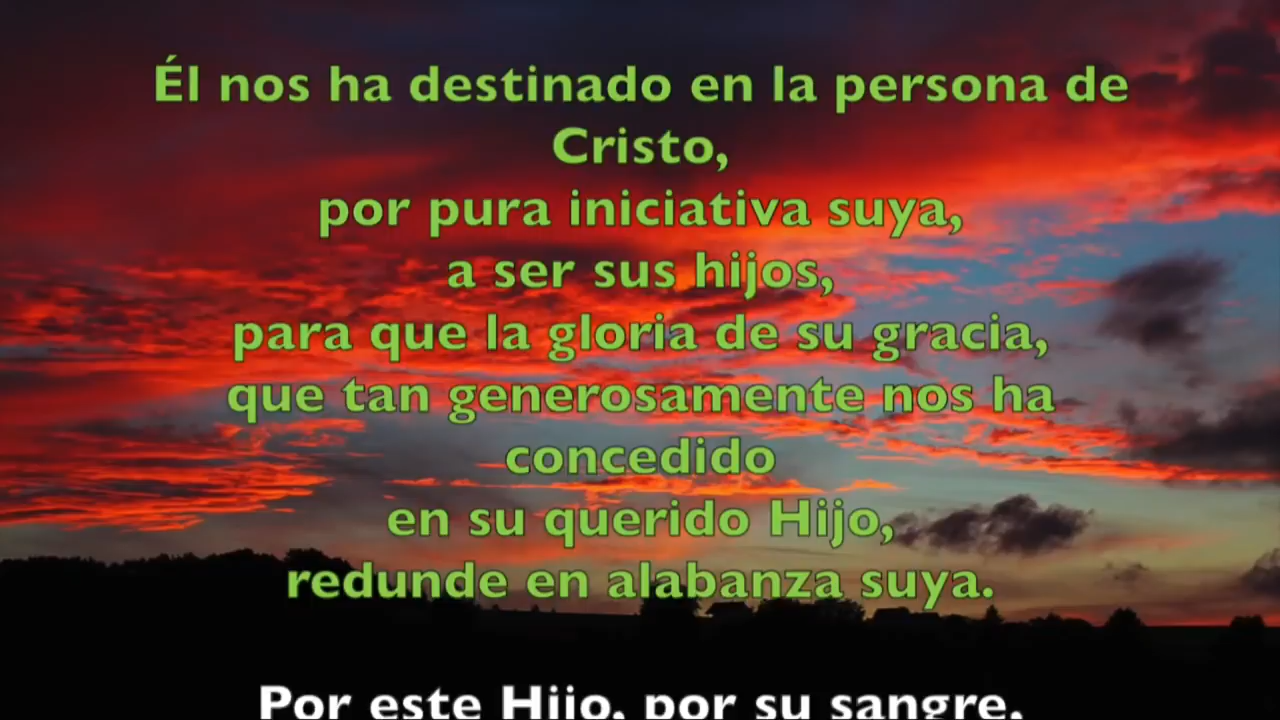 Él nos ha destinado en la persona de
Cristo,
por pura iniciativa suya,
a ser sus hijos,
para que la gloria de su gracia,
que tan generosamente nos ha
concedido
en su querido Hijo,
redunde en alabanza suya.
Por este Hijo, por su sangre,